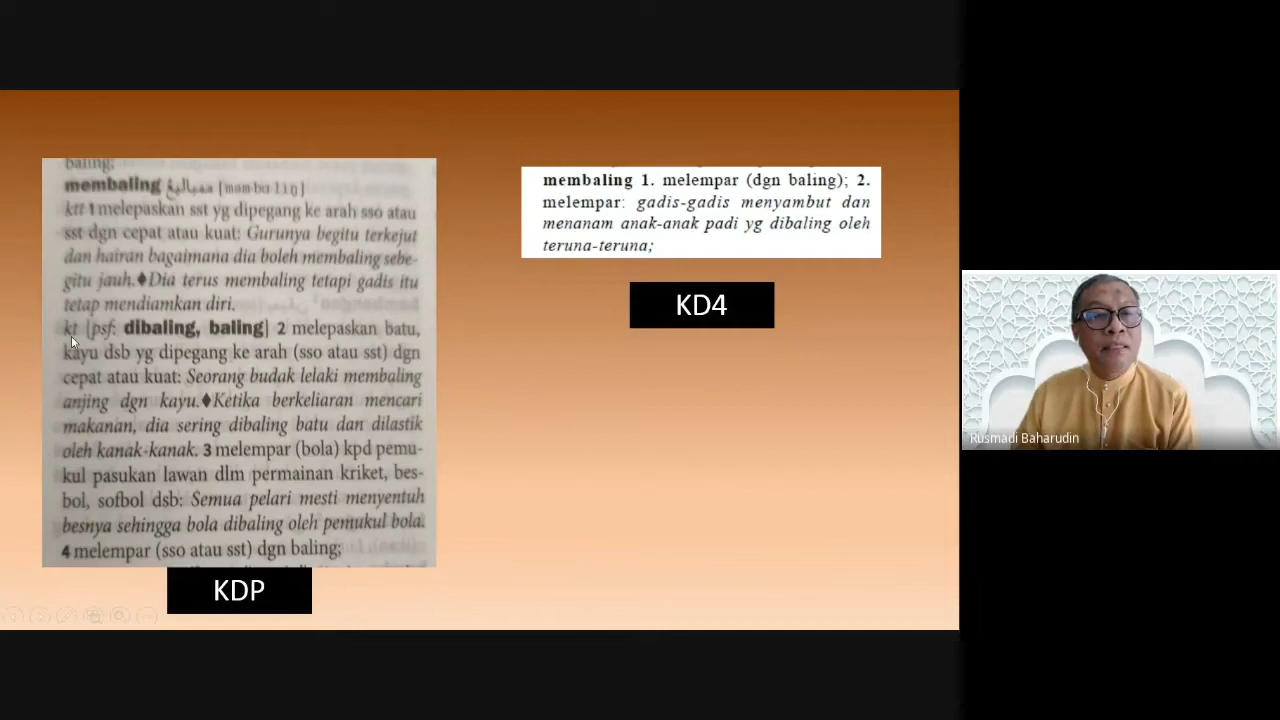 baling;
membaling ممباليڠ [məm·ba·liŋ]
ktt 1 melepaskan sst yg dipegang ke arah sso atau
sst dgn cepat atau kuat: Gurunya begitu terkejut
dan hairan bagaimana dia boleh membaling sebe-
gitu jauh.♦Dia terus membaling tetapi gadis itu
tetap mendiamkan diri.
kt [psf: dibaling, baling] 2 melepaskan batu,
kayu dsb yg dipegang ke arah (sso atau sst) dgn
cepat atau kuat: Seorang budak lelaki membaling
anjing dgn kayu.♦Ketika berkeliaran mencari
makanan, dia sering dibaling batu dan dilastik
oleh kanak-kanak. 3 melempar (bola) kpd pemu-
kul pasukan lawan dlm permainan kriket, bes-
bol, sofbol dsb: Semua pelari mesti menyentuh
besnya sehingga bola dibaling oleh pemukul bola.
4 melempar (sso atau sst) dgn baling;
KDP
membaling 1. melempar (dgn baling); 2.
melempar: gadis-gadis menyambut dan
menanam anak-anak padi yg dibaling oleh
teruna-teruna;
KD4
Rusmadi Baharudin